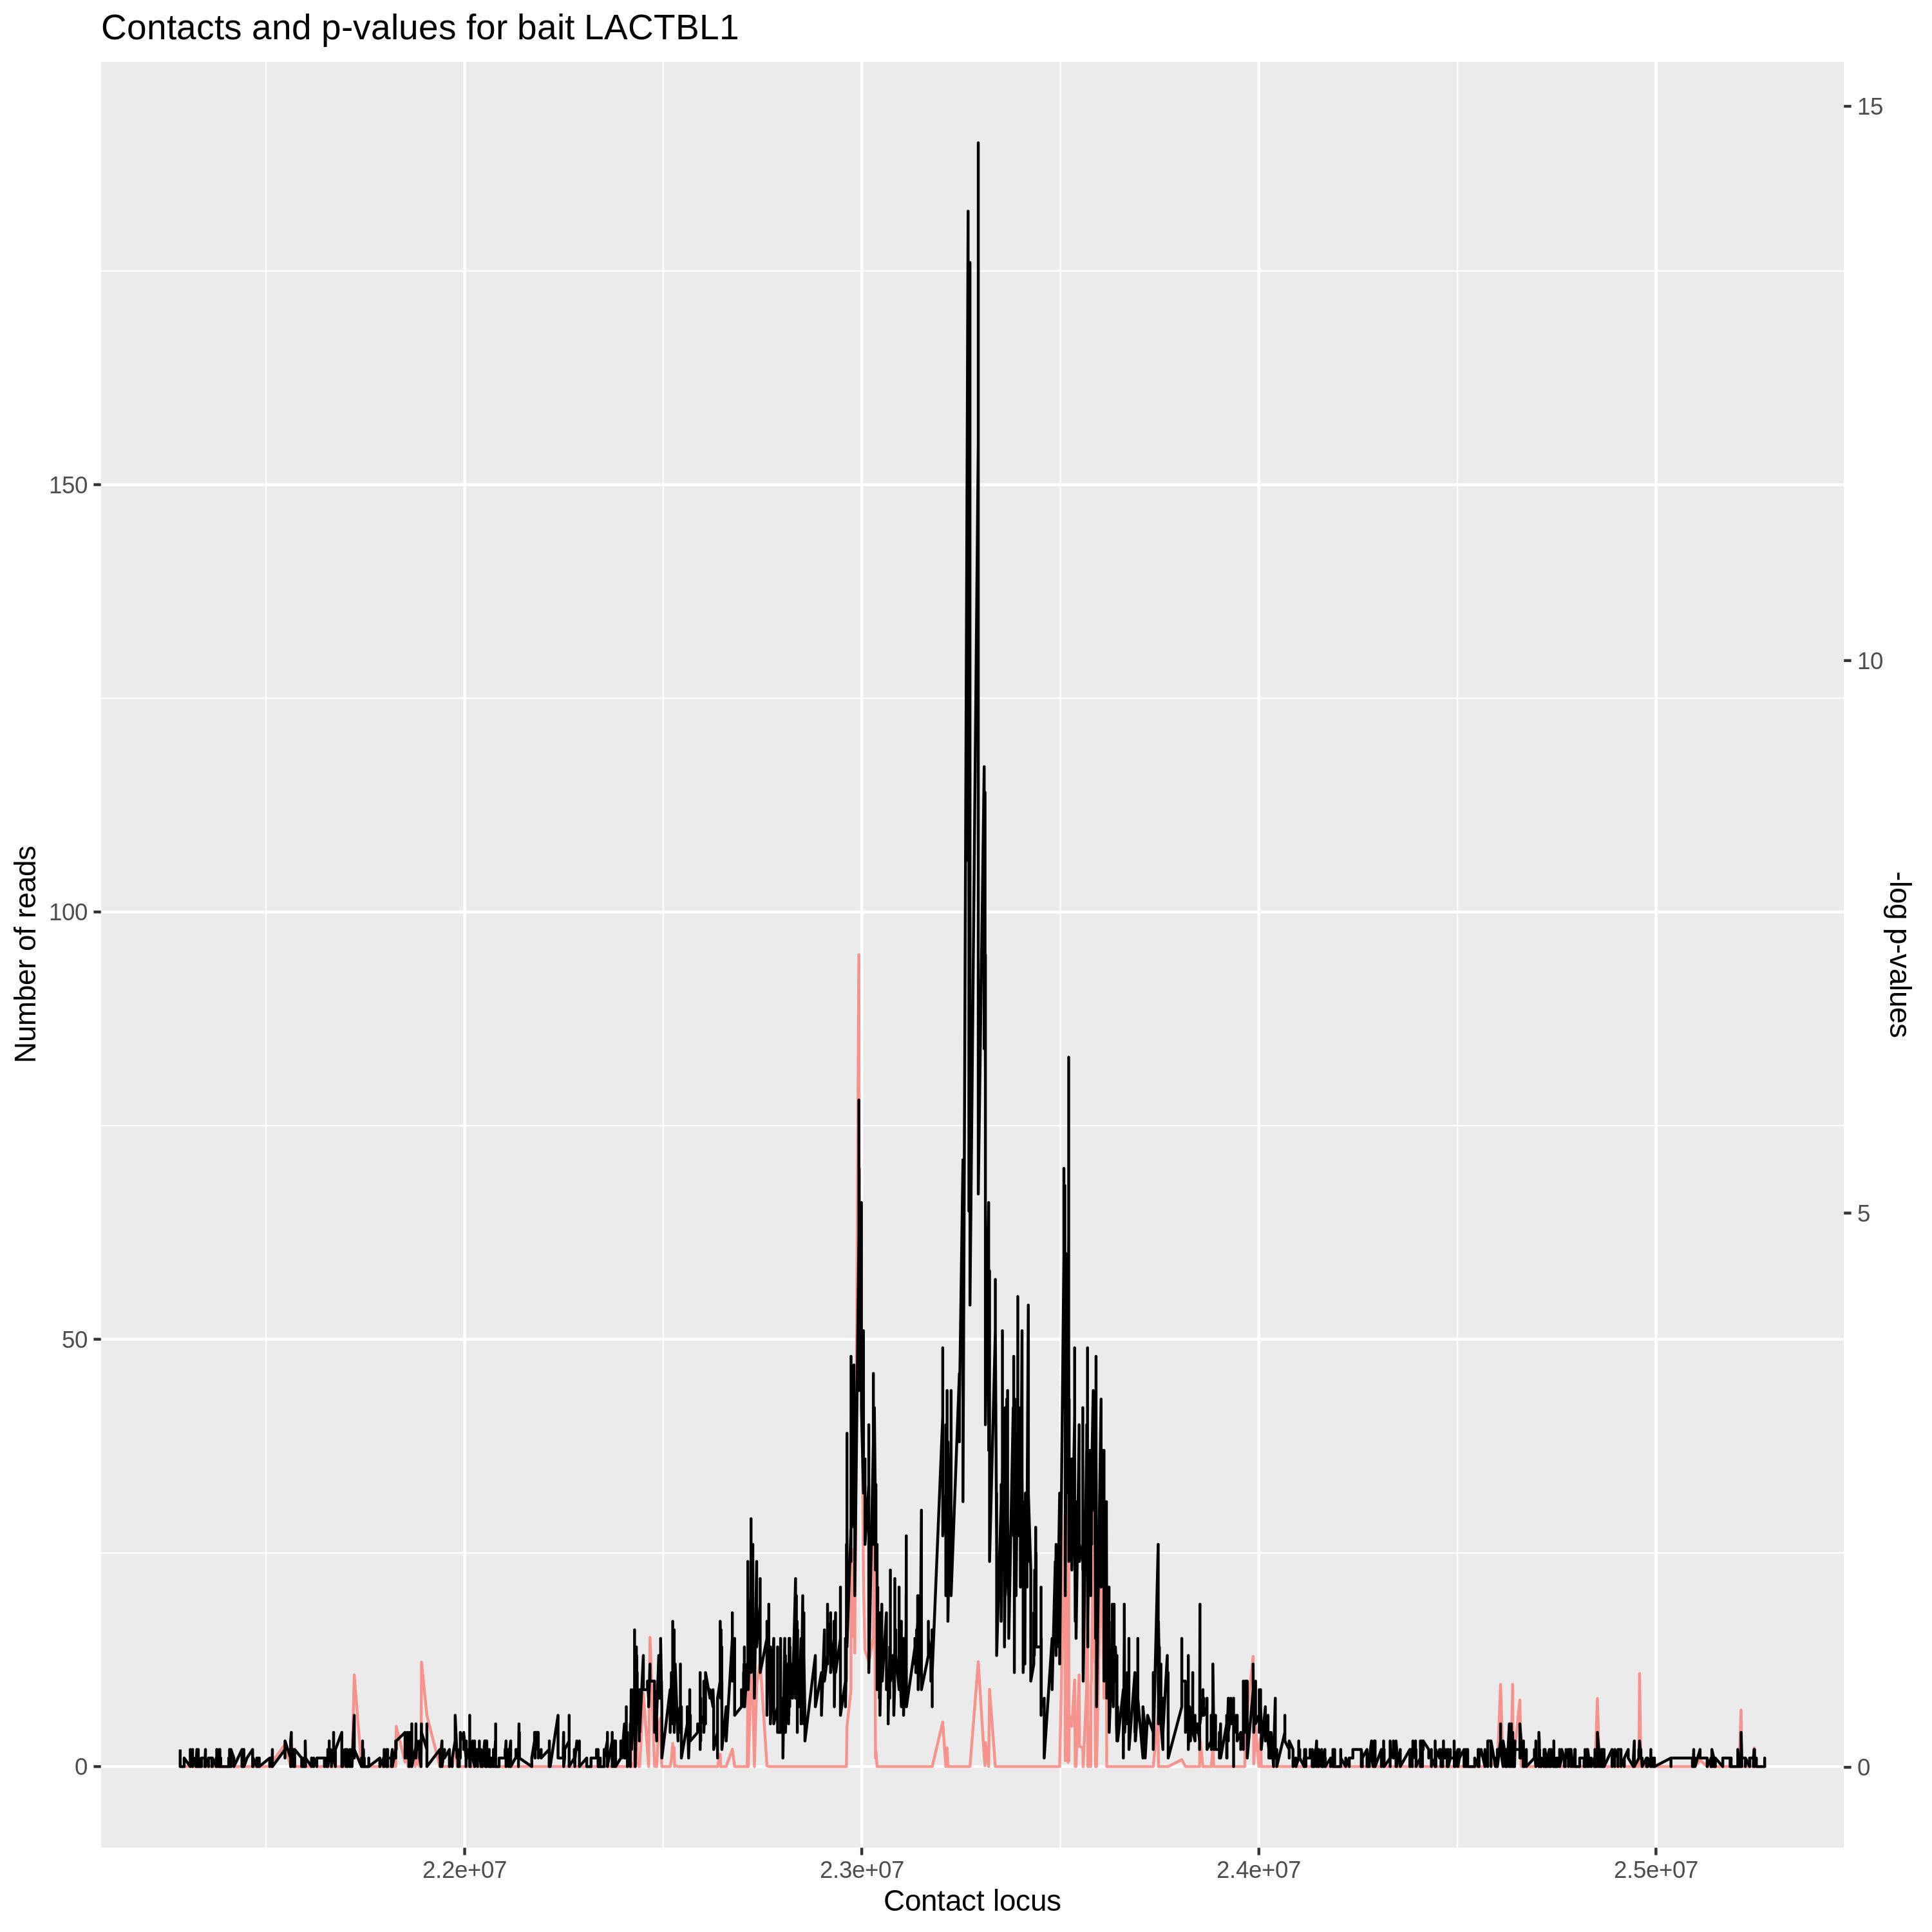 Contacts and p-values for bait LACTBL1
Number of reads
150
100
50
0
15
10
5
0
-log p-values
2.2e+07
2.3e+07
2.4e+07
2.5e+07
Contact locus